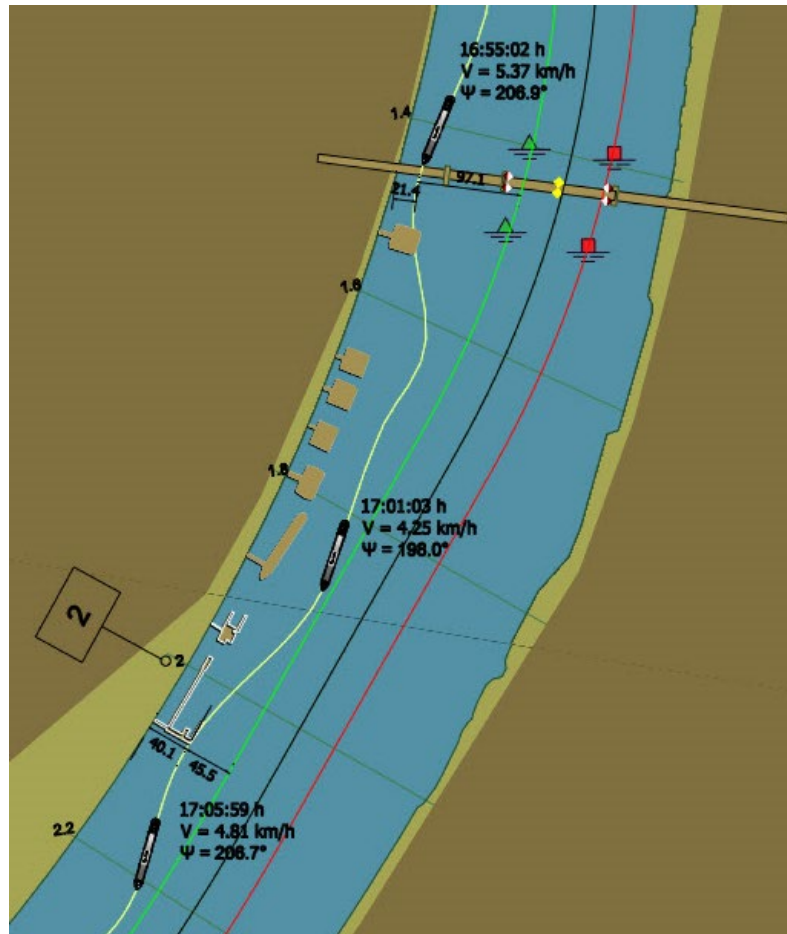 16:55:02 h
V = 5.37 km/h
Ψ = 206.9°
1.4
97.1
21.4
1.6
1.8
17:01:03 h
V = 4.25 km/h
Ψ = 198.0°
2
2
40.1
45.5
17:05:59 h
V = 4.81 km/h
Ψ = 206.7°
2.2